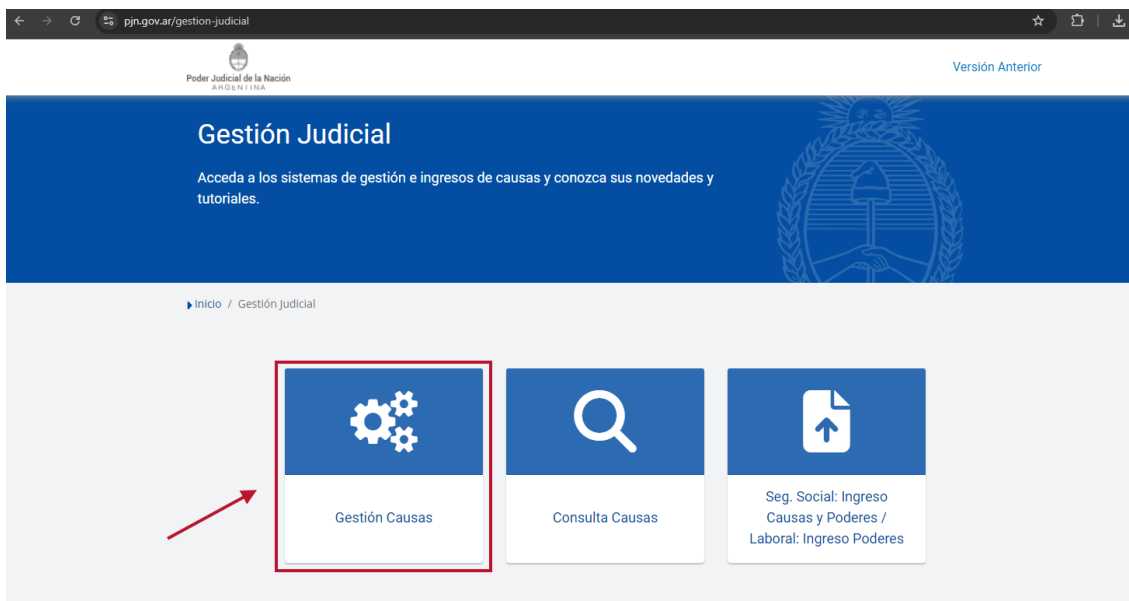 pjn.gov.ar/gestion-judicial
Poder Judicial de la Nación
ARGENTINA
Versión Anterior
Gestión Judicial
Acceda a los sistemas de gestión e ingresos de causas y conozca sus novedades y
tutoriales.
Inicio / Gestión Judicial
Gestión Causas
Consulta Causas
Seg. Social: Ingreso
Causas y Poderes /
Laboral: Ingreso Poderes